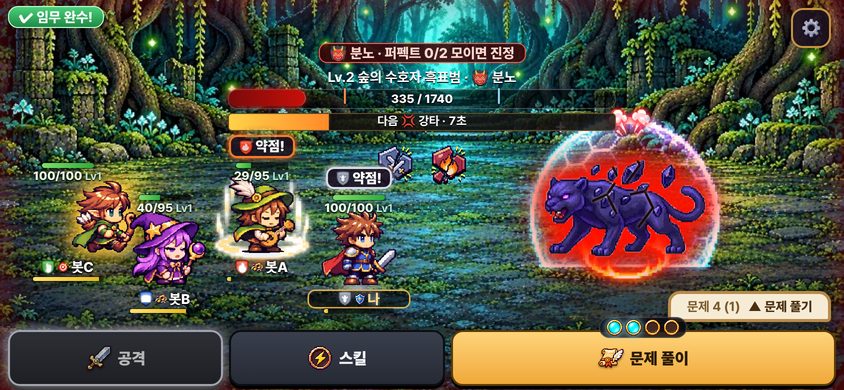 ✓ 임무 완수!
분노 · 퍼펙트 0/2 모이면 진정
Lv.2 숲의 수호자 흑표범 · 분노
335 / 1740
다음 강타 · 7초
약점!
약점!
100/100 Lv1
40/95 Lv1
29/95 Lv1
100/100 Lv1
봇C
봇B
봇A
나
문제 4 (1) ▲ 문제 풀기
공격
스킬
문제 풀이